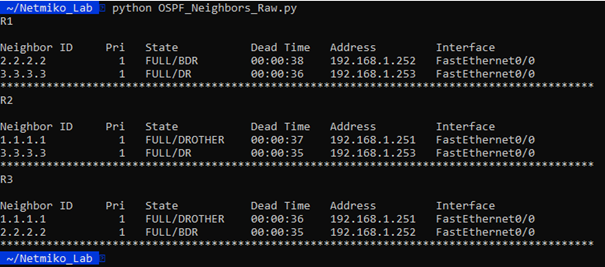 ~/Netmiko_Lab python OSPF_Neighbors_Raw.py
R1
Neighbor ID Pri State Dead Time Address Interface
2.2.2.2 1 FULL/BDR 00:00:38 192.168.1.252 FastEthernet0/0
3.3.3.3 1 FULL/DR 00:00:36 192.168.1.253 FastEthernet0/0
********************************************************************************
R2
Neighbor ID Pri State Dead Time Address Interface
1.1.1.1 1 FULL/DROTHER 00:00:37 192.168.1.251 FastEthernet0/0
3.3.3.3 1 FULL/DR 00:00:35 192.168.1.253 FastEthernet0/0
********************************************************************************
R3
Neighbor ID Pri State Dead Time Address Interface
1.1.1.1 1 FULL/DROTHER 00:00:36 192.168.1.251 FastEthernet0/0
2.2.2.2 1 FULL/BDR 00:00:35 192.168.1.252 FastEthernet0/0
********************************************************************************
~/Netmiko_Lab